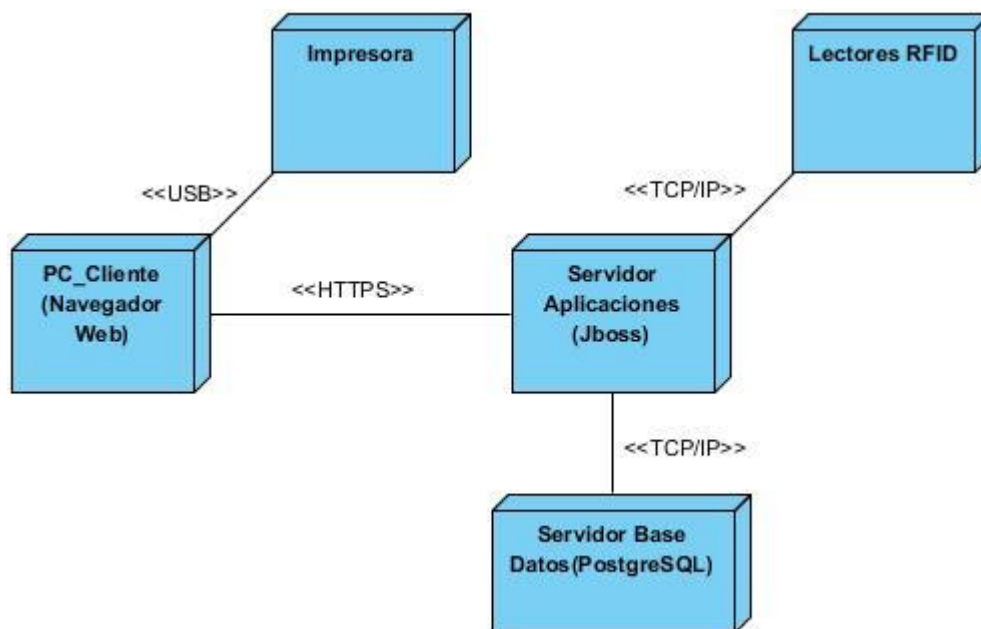 Impresora
Lectores RFID
<<USB>>
<<TCP/IP>>
PC_Cliente
(Navegador
Web)
<<HTTPS>>
Servidor
Aplicaciones
(Jboss)
<<TCP/IP>>
Servidor Base
Datos(PostgreSQL)